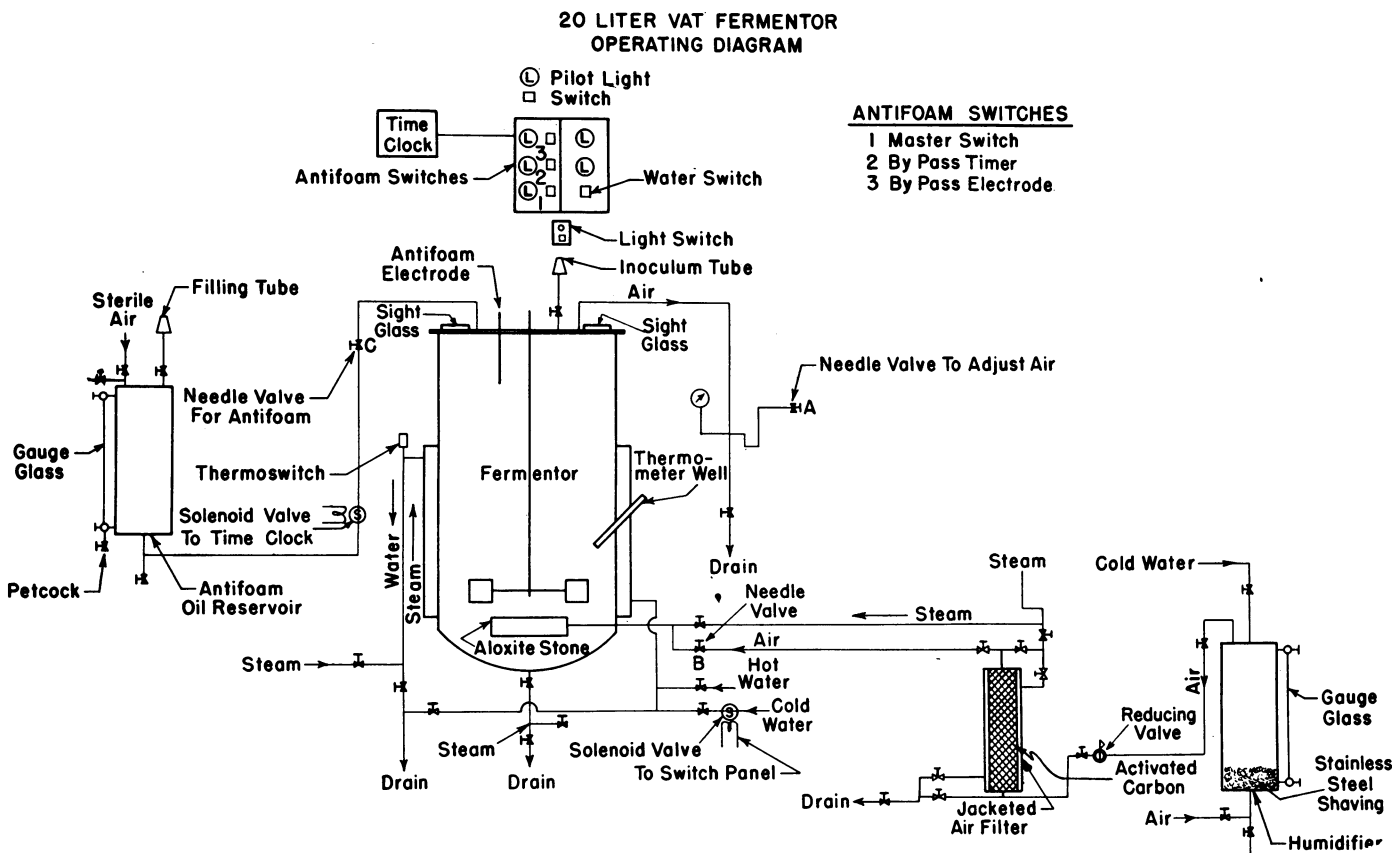 20 LITER VAT FERMENTOR
OPERATING DIAGRAM
L Pilot Light
Switch
ANTIFOAM SWITCHES
1 Master Switch
2 By Pass Timer
3 By Pass Electrode
Time
Clock
L
L
3
L
L
2
L
1
Antifoam Switches
Water Switch
Light Switch
Antifoam
Electrode
Inoculum Tube
Filling Tube
Sterile
Air
Air
Sight
Glass
Sight
Glass
C
Needle Valve
For Antifoam
Needle Valve To Adjust Air
A
Gauge
Glass
Thermoswitch
Fermentor
Thermo-
meter Well
Solenoid Valve
To Time Clock
S
Water
Steam
Petcock
Antifoam
Oil Reservoir
Drain
Steam
Cold Water
Needle
Valve
Steam
Aloxite Stone
Air
B
Hot
Water
Steam
Air
Gauge
Glass
S
Cold
Water
Reducing
Valve
Steam
Solenoid Valve
To Switch Panel
Activated
Carbon
Stainless
Steel
Shaving
Drain
Drain
Drain
Jacketed
Air Filter
Air
Humidifier